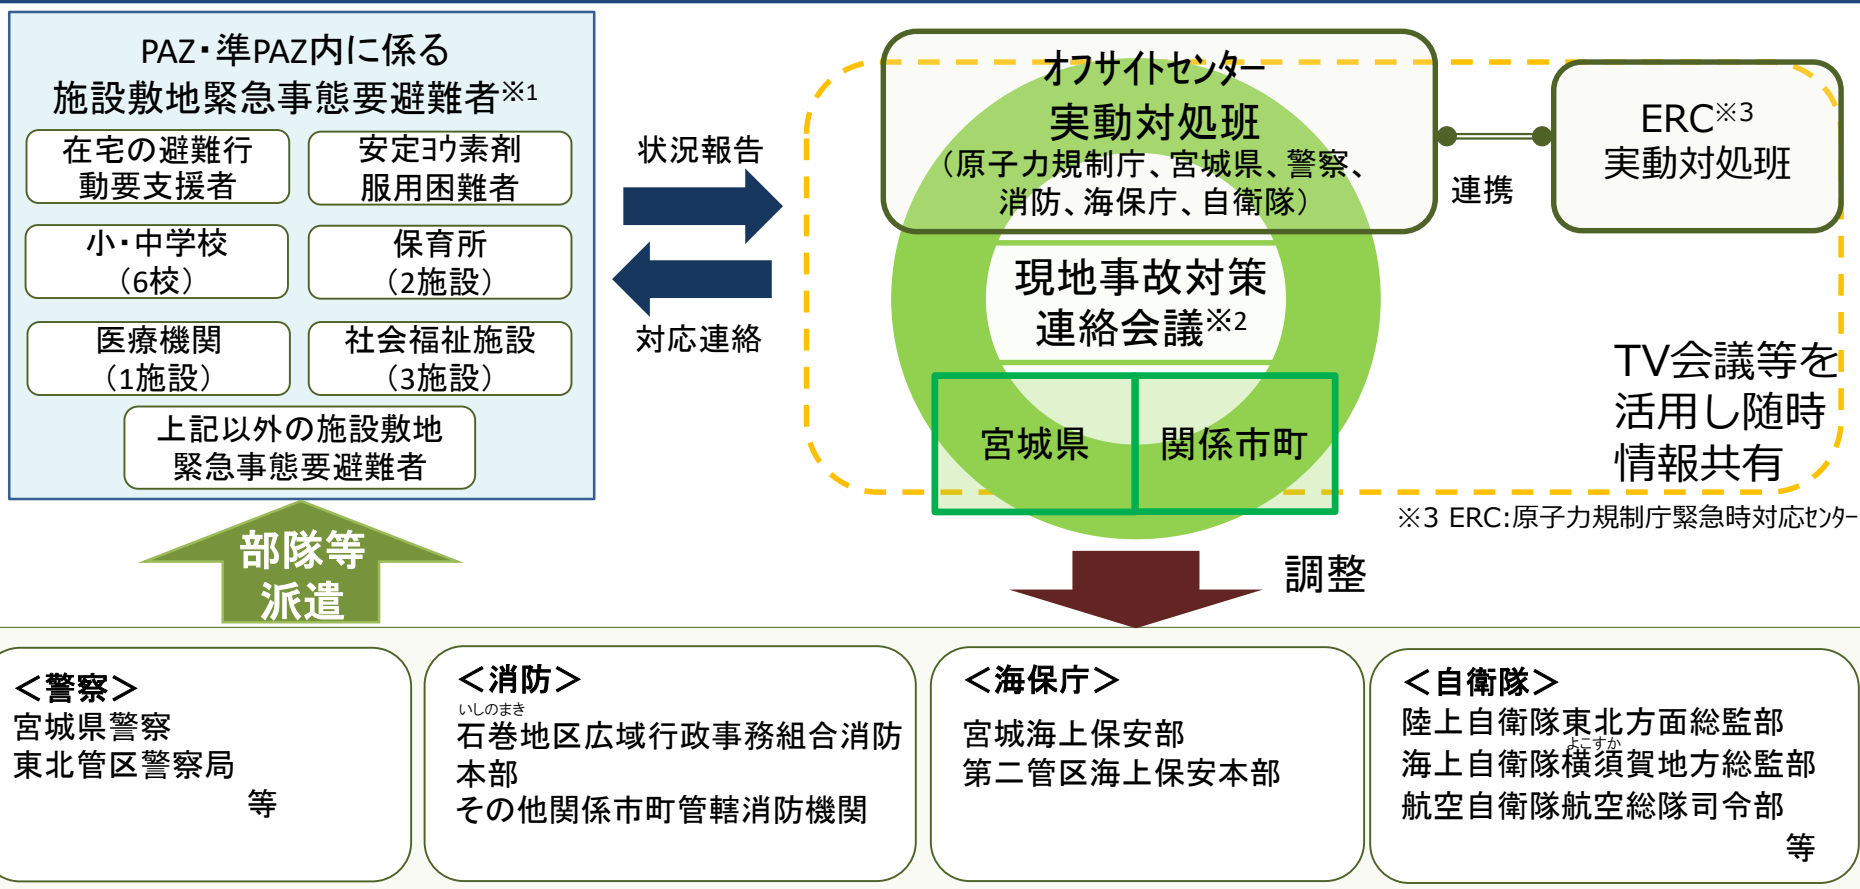 PAZ・準PAZ内に係る
施設敷地緊急事態要避難者※1
在宅の避難行
動要支援者
安定ﾖｳ素剤
服用困難者
小・中学校
（6校）
保育所
（2施設）
医療機関
（1施設）
社会福祉施設
（3施設）
上記以外の施設敷地
緊急事態要避難者
状況報告
対応連絡
オフサイトセンター
実動対処班
（原子力規制庁、宮城県、警察、
消防、海保庁、自衛隊）
現地事故対策
連絡会議※2
宮城県
関係市町
連携
ERC※3
実動対処班
TV会議等を
活用し随時
情報共有
※3 ERC:原子力規制庁緊急時対応ｾﾝﾀｰ
部隊等
派遣
調整
＜警察＞
宮城県警察
東北管区警察局
等
＜消防＞
いしのまき
石巻地区広域行政事務組合消防
本部
その他関係市町管轄消防機関
＜海保庁＞
宮城海上保安部
第二管区海上保安本部
＜自衛隊＞
陸上自衛隊東北方面総監部
よこすか
海上自衛隊横須賀地方総監部
航空自衛隊航空総隊司令部
等